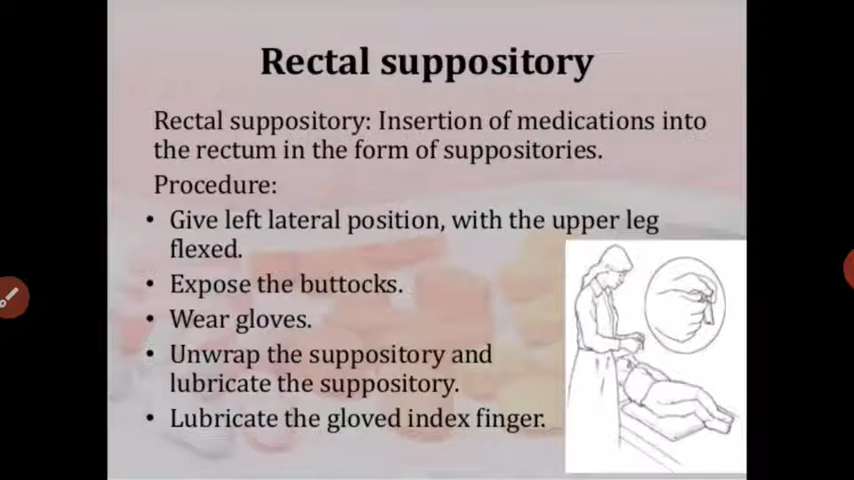 Rectal suppository
Rectal suppository: Insertion of medications into
the rectum in the form of suppositories.
Procedure:
• Give left lateral position, with the upper leg
flexed.
• Expose the buttocks.
• Wear gloves.
• Unwrap the suppository and
lubricate the suppository.
• Lubricate the gloved index finger.